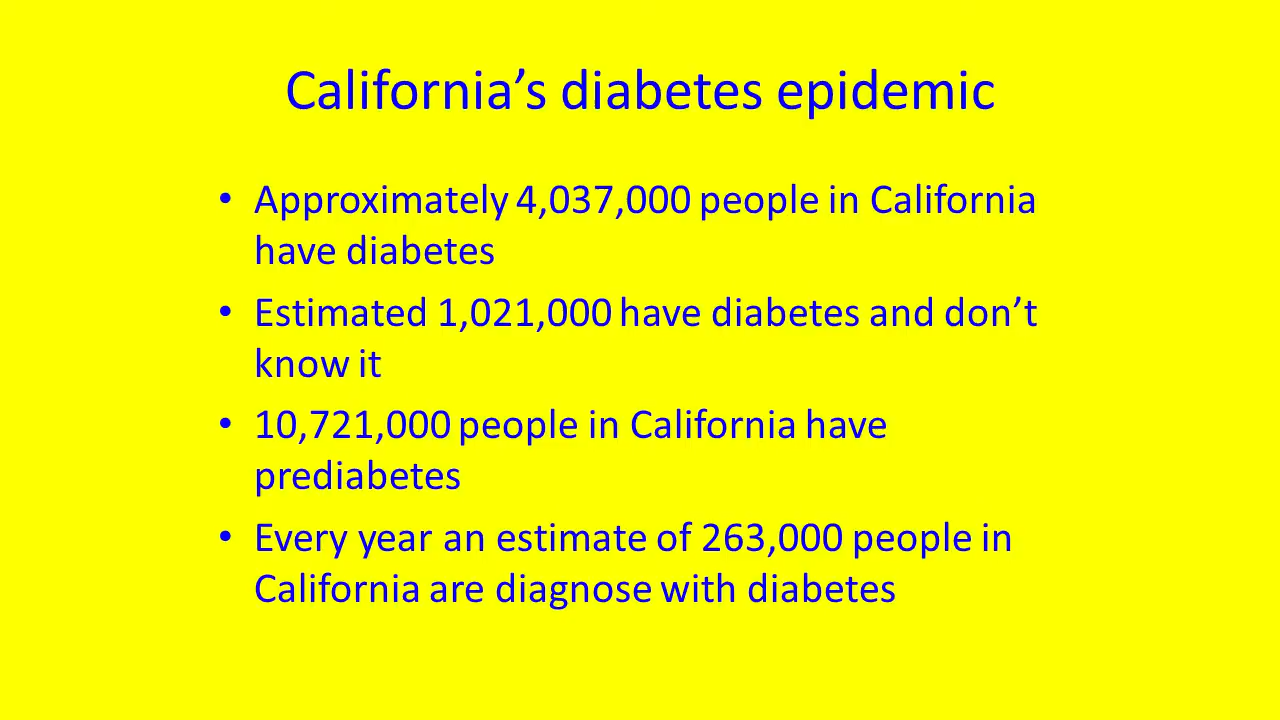 California’s diabetes epidemic
• Approximately 4,037,000 people in California
have diabetes
• Estimated 1,021,000 have diabetes and don’t
know it
• 10,721,000 people in California have
prediabetes
• Every year an estimate of 263,000 people in
California are diagnose with diabetes